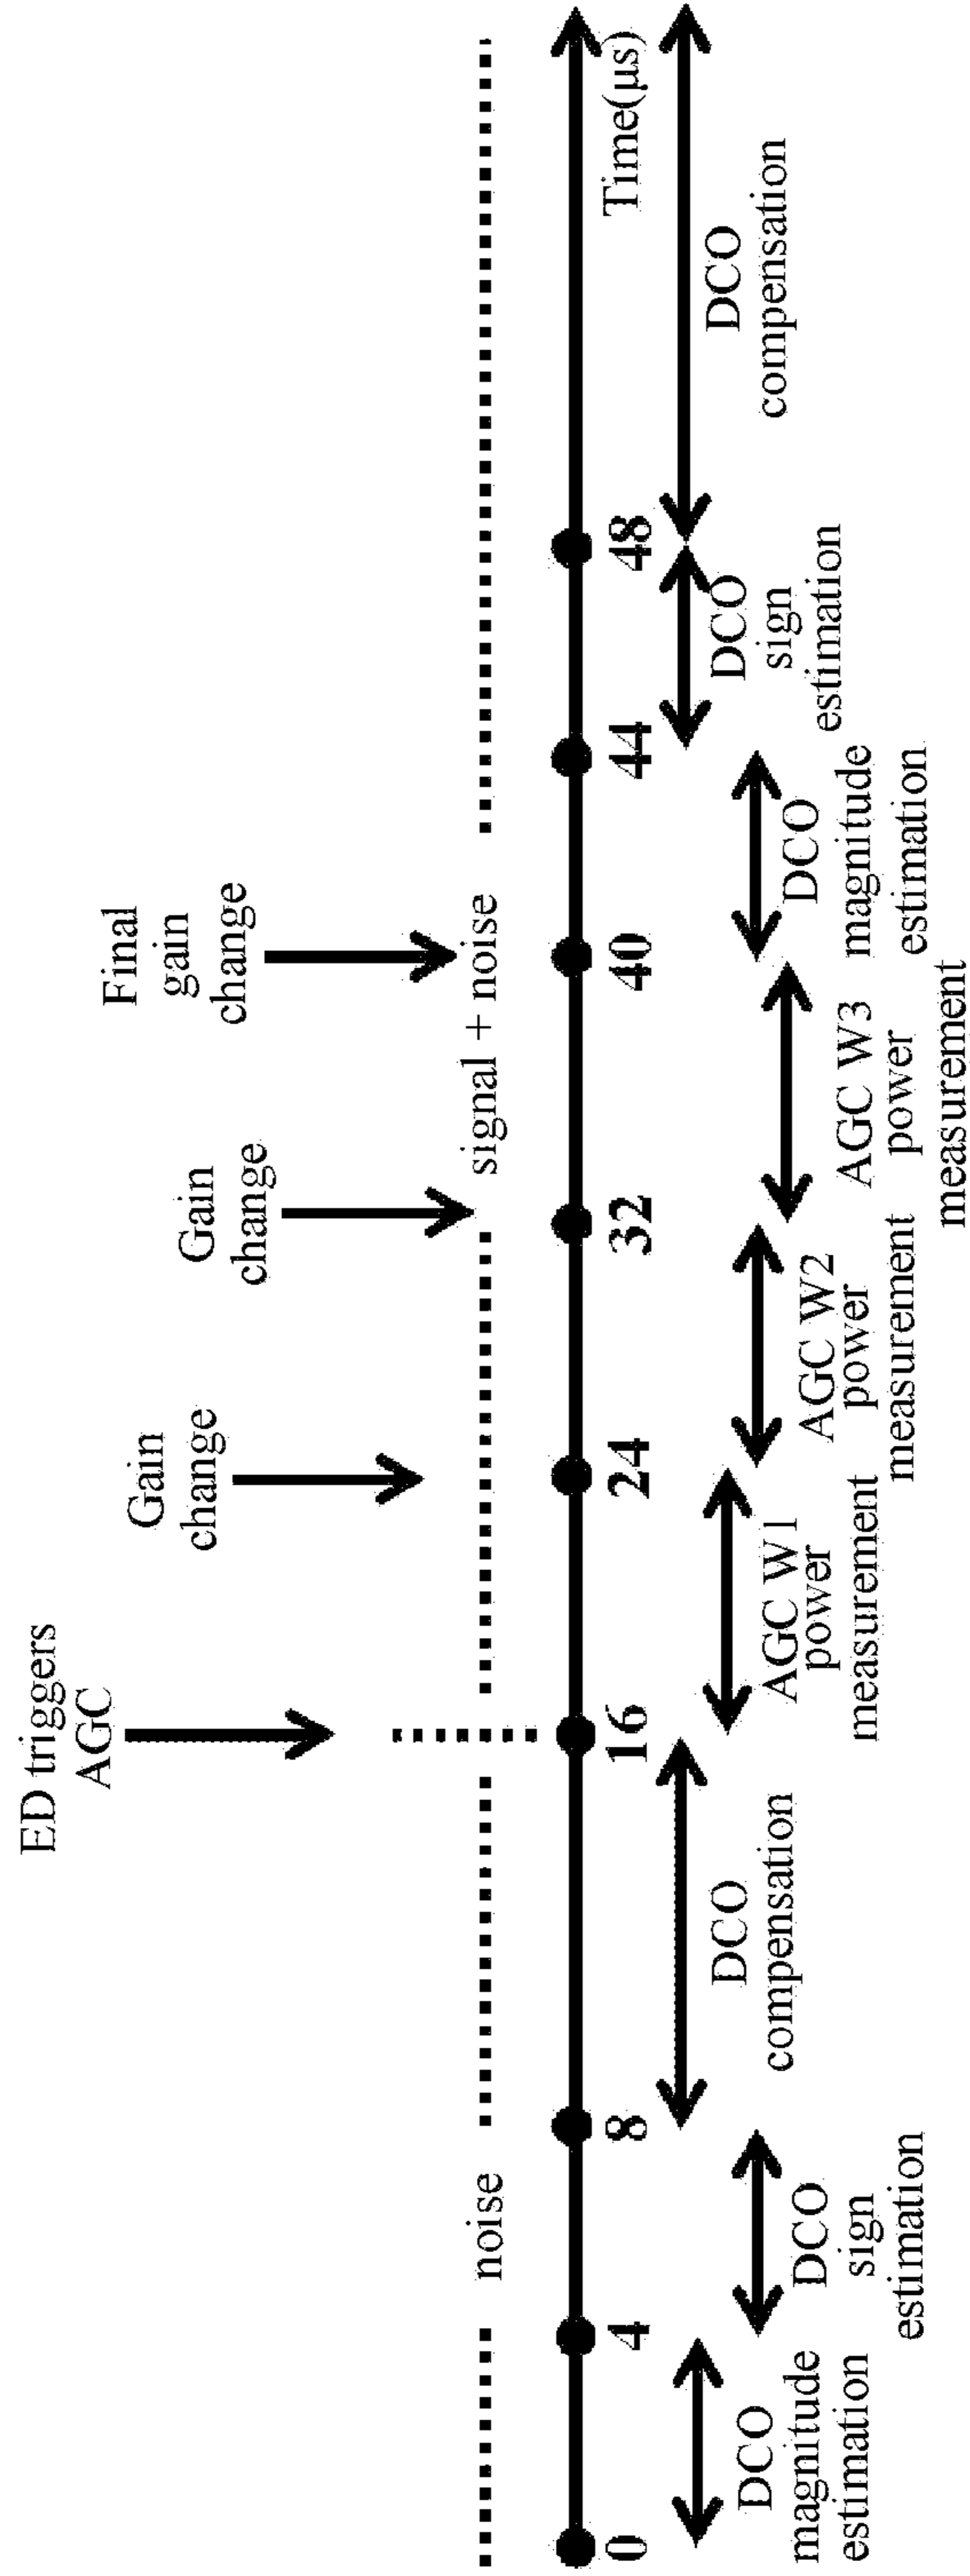 ED triggers
AGC
Gain
change
Gain
change
Final
gain
change
noise
signal + noise
0
4
8
16
24
32
40
44
48
Time(μs)
DCO
magnitude
estimation
DCO
sign
estimation
DCO
compensation
AGC W1
power
measurement
AGC W2
power
measurement
AGC W3
power
measurement
DCO
magnitude
estimation
DCO
sign
estimation
DCO
compensation